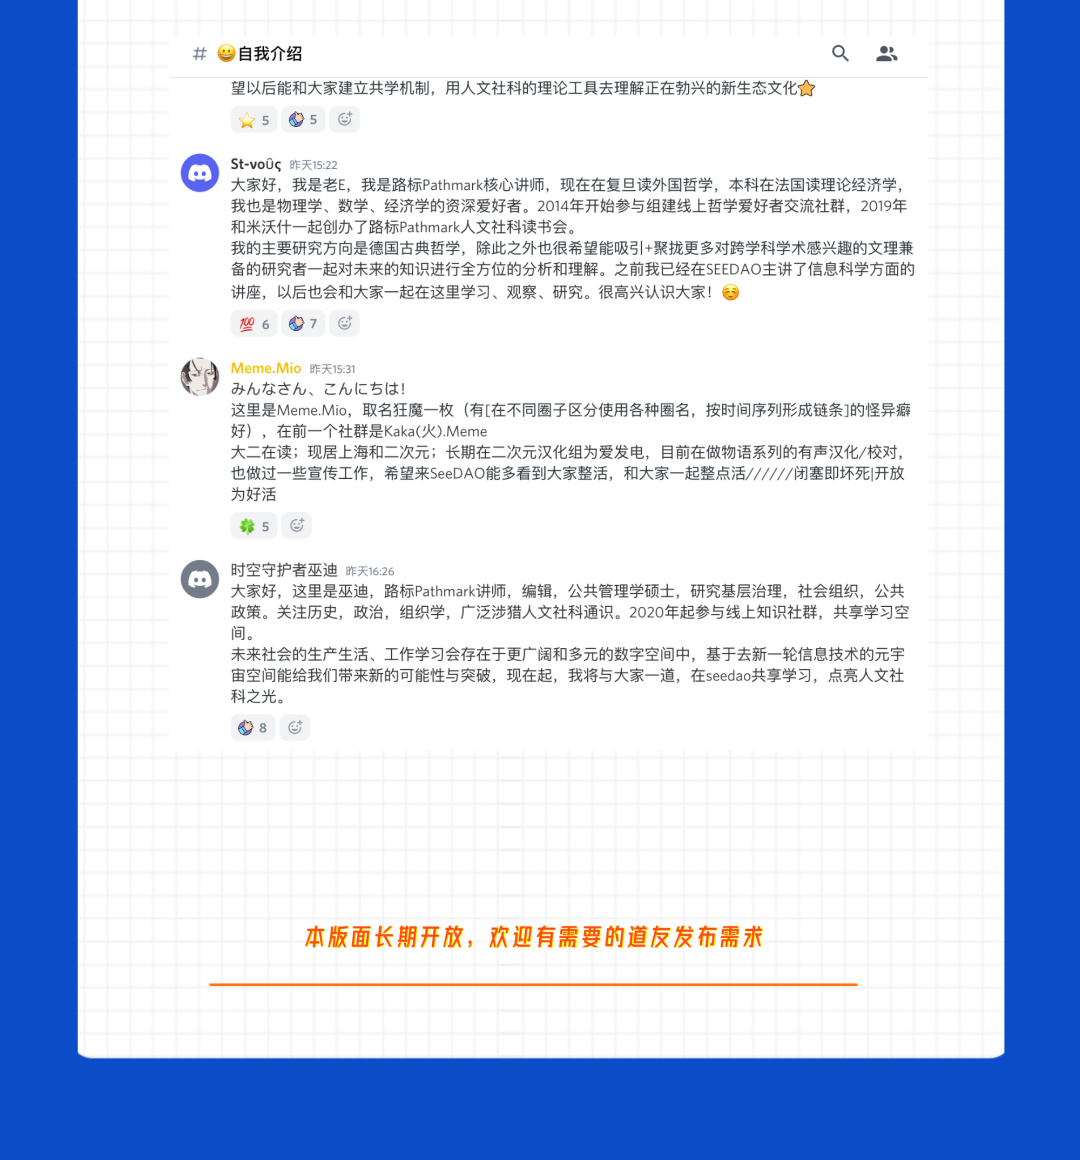 # 😀自我介绍
望以后能和大家建立共学机制，用人文社科的理论工具去理解正在勃兴的新生态文化⭐
5 5
St-νοῦς 昨天15:22
大家好，我是老E，我是路标Pathmark核心讲师，现在在复旦读外国哲学，本科在法国读理论经济学，
我也是物理学、数学、经济学的资深爱好者。2014年开始参与组建线上哲学爱好者交流社群，2019年
和米沃什一起创办了路标Pathmark人文社科读书会。
我的主要研究方向是德国古典哲学，除此之外也很希望能吸引+聚拢更多对跨学科学术感兴趣的文理兼
备的研究者一起对未来的知识进行全方位的分析和理解。之前我已经在SEEDAO主讲了信息科学方面的
讲座，以后也会和大家一起在这里学习、观察、研究。很高兴认识大家！☺️
💯 6 7
Meme.Mio 昨天15:31
みんなさん、こんにちは！
这里是Meme.Mio，取名狂魔一枚（有[在不同圈子区分使用各种圈名，按时间序列形成链条]的怪异癖
好），在前一个社群是Kaka(火).Meme
大二在读；现居上海和二次元；长期在二次元汉化组为爱发电，目前在做物语系列的有声汉化/校对，
也做过一些宣传工作，希望来SeeDAO能多看到大家整活，和大家一起整点活//////闭塞即坏死|开放
为好活
🍀 5
时空守护者巫迪 昨天16:26
大家好，这里是巫迪，路标Pathmark讲师，编辑，公共管理学硕士，研究基层治理，社会组织，公共
政策。关注历史，政治，组织学，广泛涉猎人文社科通识。2020年起参与线上知识社群，共享学习空
间。
未来社会的生产生活、工作学习会存在于更广阔和多元的数字空间中，基于去新一轮信息技术的元宇
宙空间能给我们带来新的可能性与突破，现在起，我将与大家一道，在seedao共享学习，点亮人文社
科之光。
8
本版面长期开放，欢迎有需要的道友发布需求